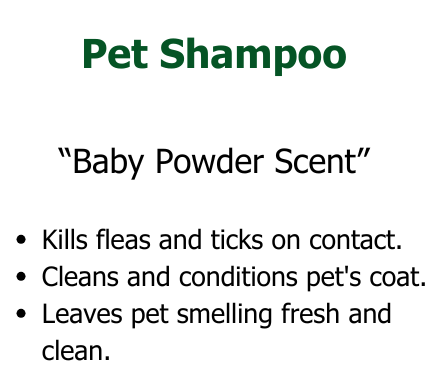 Pet Shampoo
“Baby Powder Scent”
• Kills fleas and ticks on contact.
• Cleans and conditions pet's coat.
• Leaves pet smelling fresh and
clean.